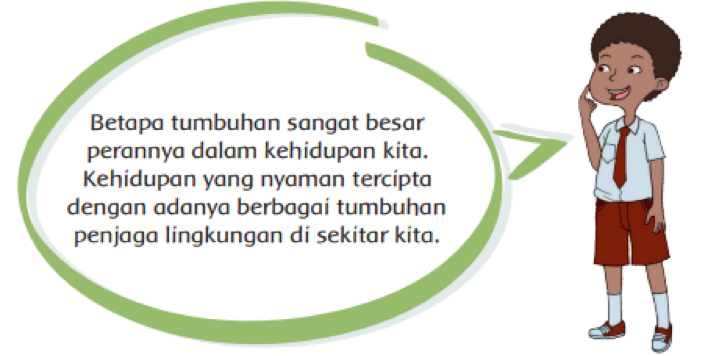 Betapa tumbuhan sangat besar
perannya dalam kehidupan kita.
Kehidupan yang nyaman tercipta
dengan adanya berbagai tumbuhan
penjaga lingkungan di sekitar kita.